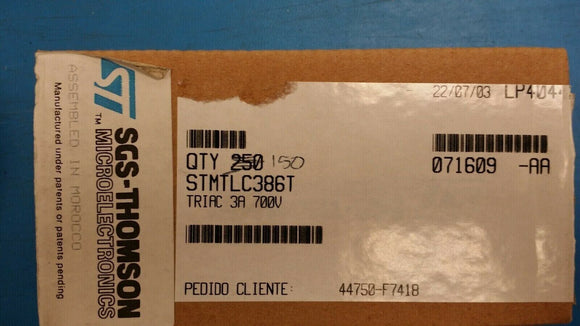 ST
SGS-THOMSON
™ MICROELECTRONICS
ASSEMBLED IN MOROCCO
Manufactured under patents or patents pending
22/07/03
QTY 250 150
071609 -AA
STMTLC386T
TRIAC 3A 700V
PEDIDO CLIENTE: 44750-F7418